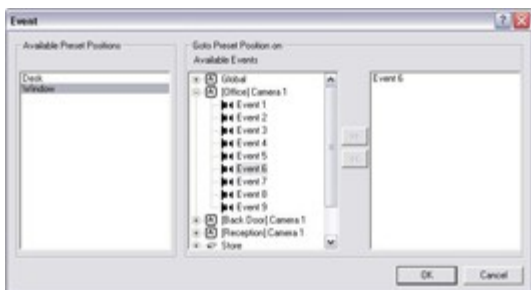 Event
Available Preset Positions
Desk
Window
Goto Preset Position on
Available Events
Global
[Office] Camera 1
Event 1
Event 2
Event 3
Event 4
Event 5
Event 6
Event 7
Event 8
Event 9
[Back Door] Camera 1
[Reception] Camera 1
Store
Event 6
OK
Cancel